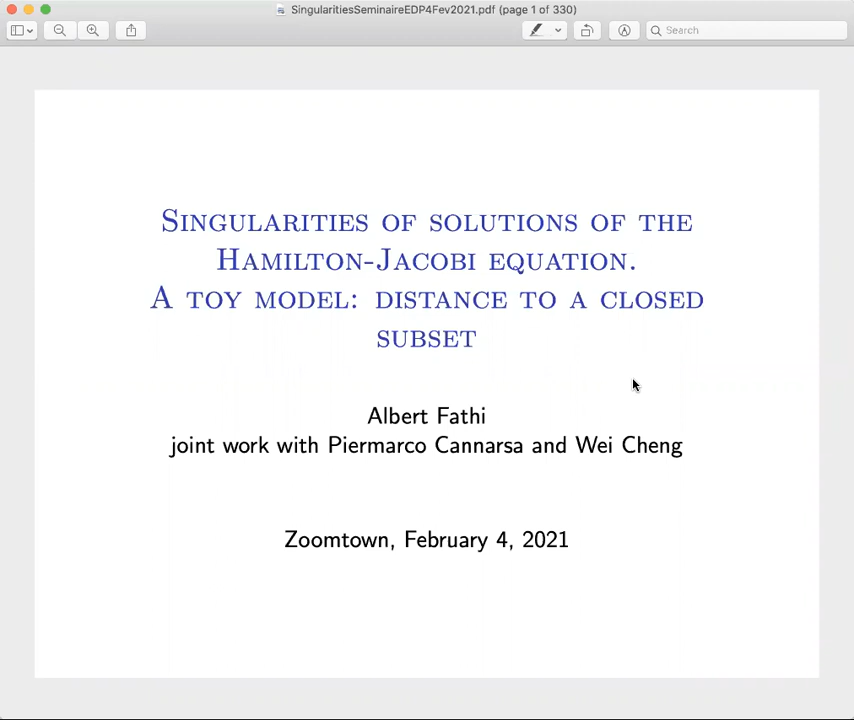 SingularitiesSeminaireEDP4Fev2021.pdf (page 1 of 330)
Search
Singularities of solutions of the
Hamilton-Jacobi equation.
A toy model: distance to a closed
subset
Albert Fathi
joint work with Piermarco Cannarsa and Wei Cheng
Zoomtown, February 4, 2021